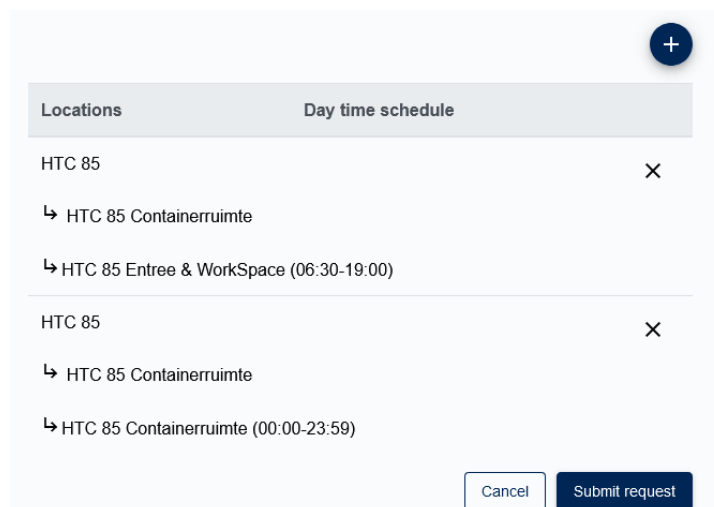 +
Locations Day time schedule
HTC 85
↳ HTC 85 Containerruimte
↳ HTC 85 Entree & WorkSpace (06:30-19:00)
HTC 85
↳ HTC 85 Containerruimte
↳ HTC 85 Containerruimte (00:00-23:59)
Cancel Submit request